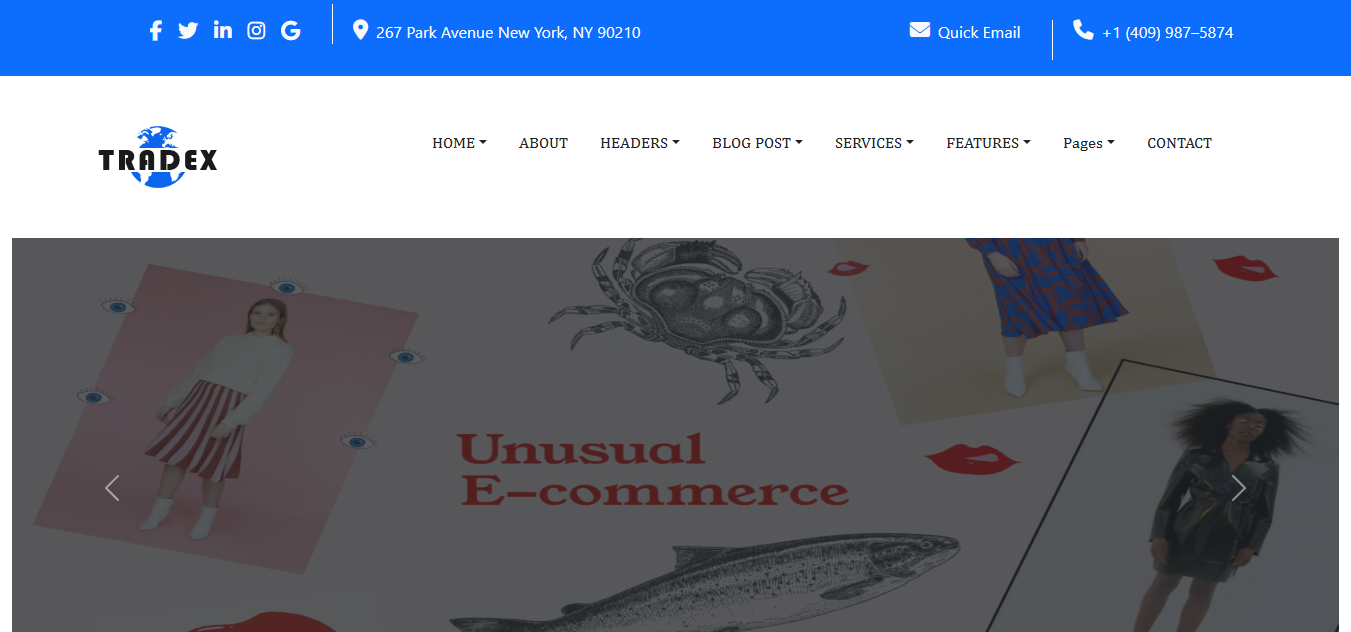 267 Park Avenue New York, NY 90210
Quick Email
+1 (409) 987–5874
TRADEX
HOME
ABOUT
HEADERS
BLOG POST
SERVICES
FEATURES
Pages
CONTACT
Unusual
E–commerce